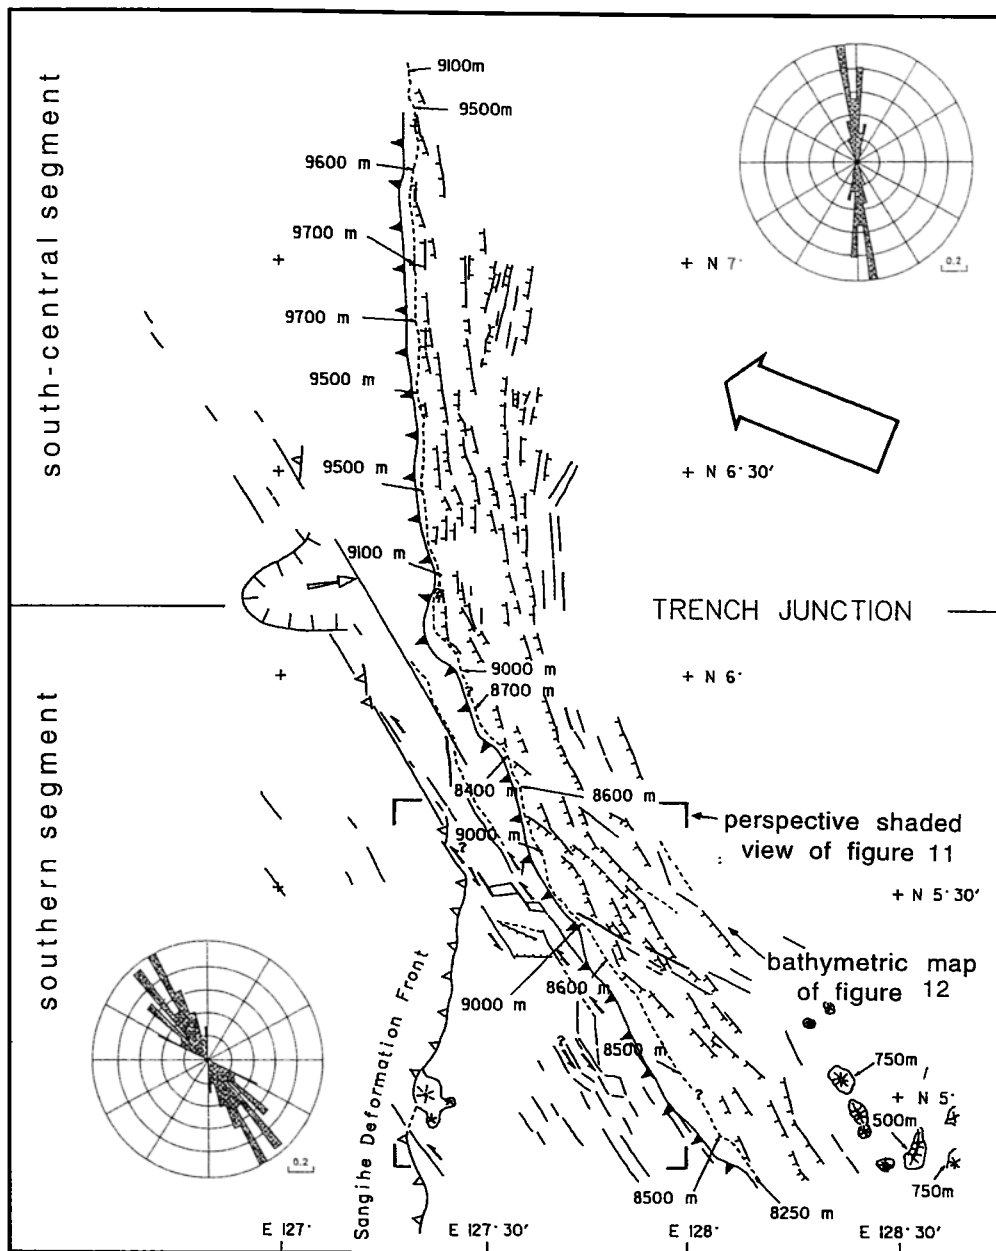 south-central segment
southern segment
9100m
9500m
9600 m
9700 m
9700 m
9500 m
9500 m
9100 m
0.2
+ N 7·
+ N 6· 30′
TRENCH JUNCTION
+ N 6·
9000 m
8700 m
?
8400 m
8600 m
9000 m
perspective shaded
view of figure 11
+ N 5· 30′
bathymetric map
of figure 12
9000 m
8600 m
8500 m
?
?
?
Sangihe Deformation Front
0.2
750m
+ N 5·
500m
750m
8500 m
8250 m
E 127·
E 127· 30′
E 128·
E 128· 30′